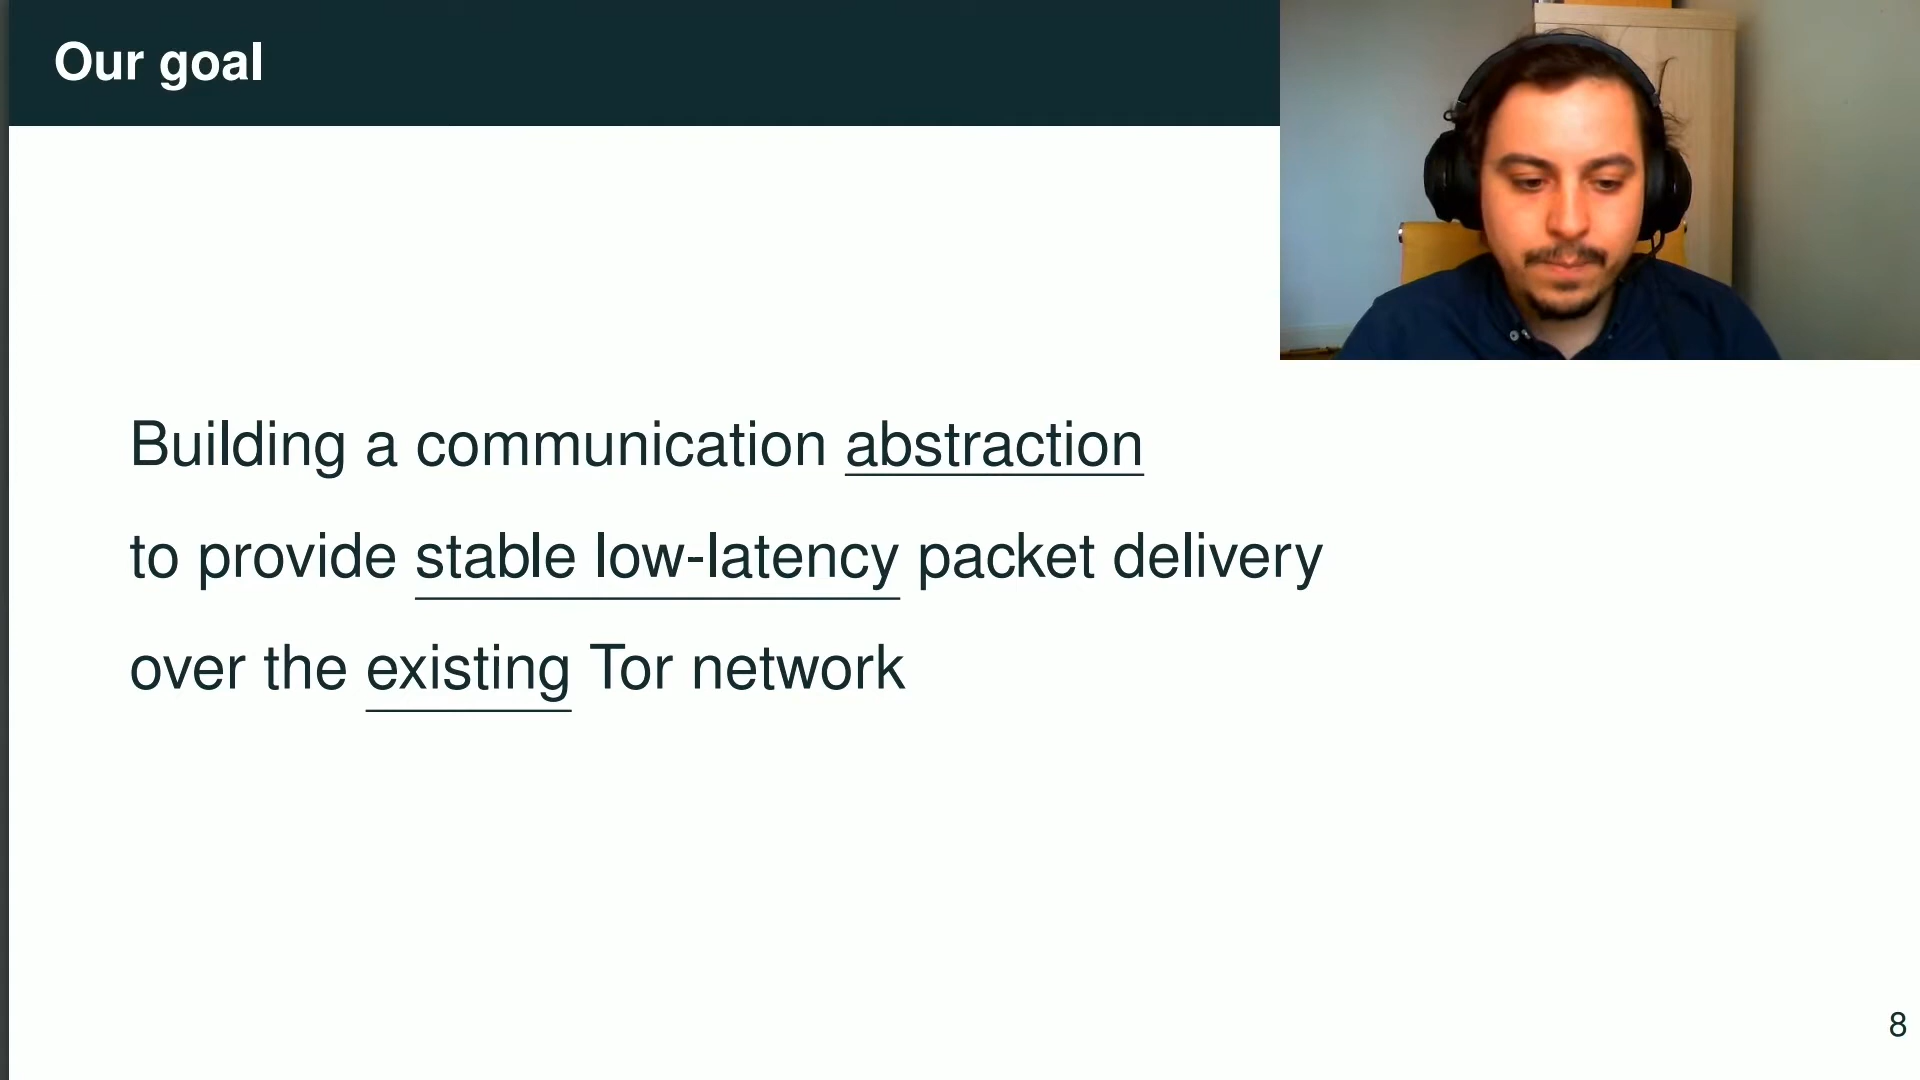 Our goal
Building a communication abstraction
to provide stable low-latency packet delivery
over the existing Tor network
8